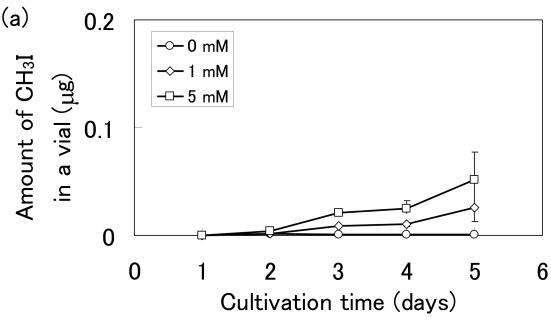 (a)
0.2
0 mM
1 mM
5 mM
Amount of CH3I
in a vial (μg)
0.1
0
0 1 2 3 4 5 6
Cultivation time (days)